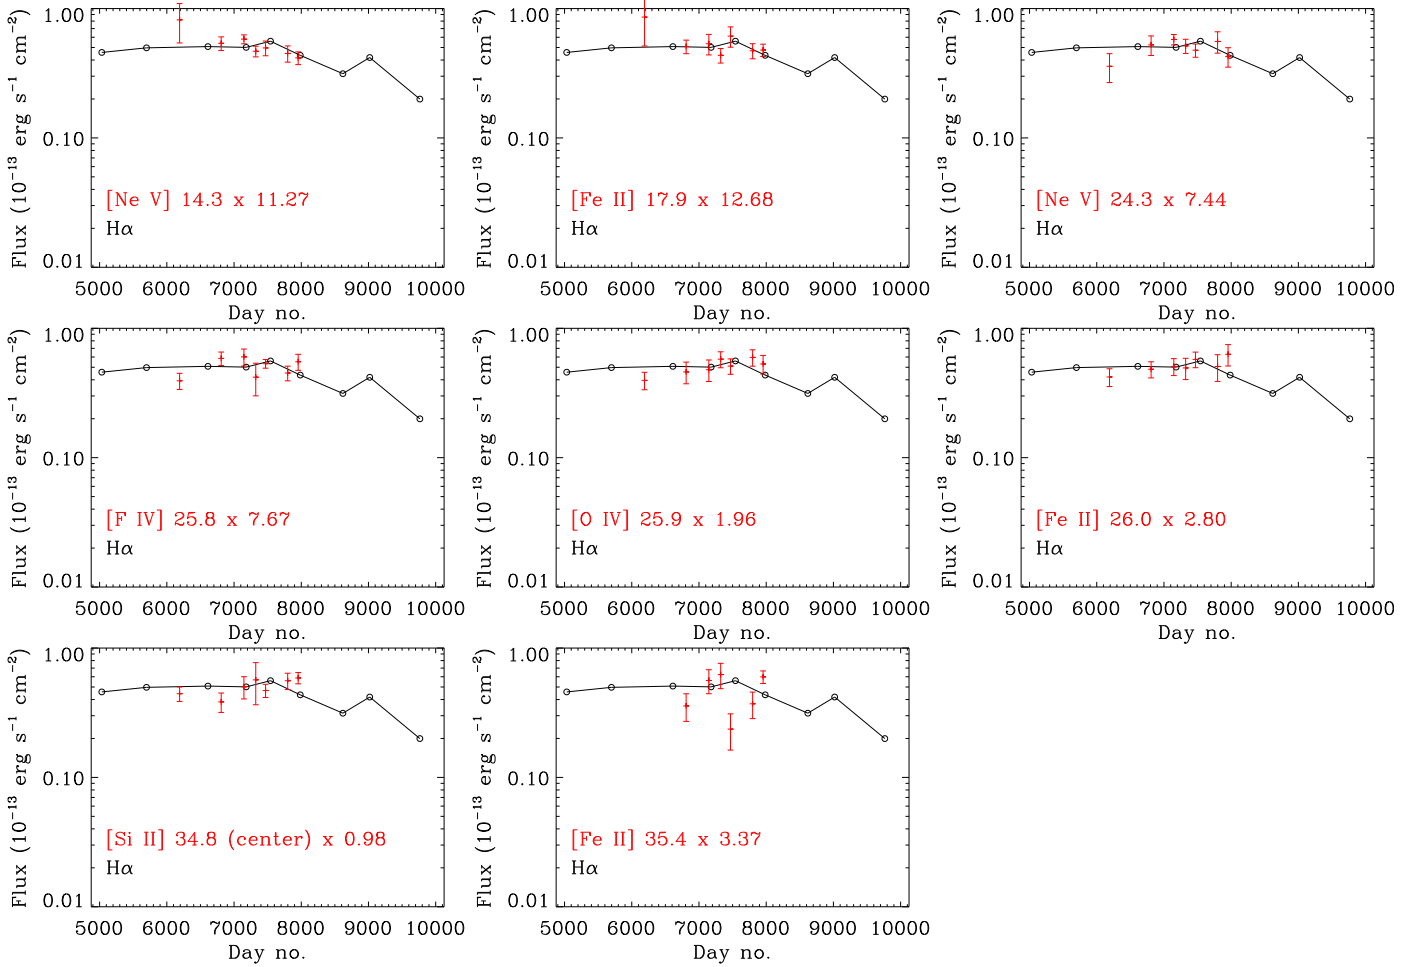 1.00
0.10
0.01
Flux (10⁻¹³ erg s⁻¹ cm⁻²)
[Ne V] 14.3 x 11.27
Hα
5000 6000 7000 8000 9000 10000
Day no.
1.00
0.10
0.01
Flux (10⁻¹³ erg s⁻¹ cm⁻²)
[Fe II] 17.9 x 12.68
Hα
5000 6000 7000 8000 9000 10000
Day no.
1.00
0.10
0.01
Flux (10⁻¹³ erg s⁻¹ cm⁻²)
[Ne V] 24.3 x 7.44
Hα
5000 6000 7000 8000 9000 10000
Day no.
1.00
0.10
0.01
Flux (10⁻¹³ erg s⁻¹ cm⁻²)
[F IV] 25.8 x 7.67
Hα
5000 6000 7000 8000 9000 10000
Day no.
1.00
0.10
0.01
Flux (10⁻¹³ erg s⁻¹ cm⁻²)
[O IV] 25.9 x 1.96
Hα
5000 6000 7000 8000 9000 10000
Day no.
1.00
0.10
0.01
Flux (10⁻¹³ erg s⁻¹ cm⁻²)
[Fe II] 26.0 x 2.80
Hα
5000 6000 7000 8000 9000 10000
Day no.
1.00
0.10
0.01
Flux (10⁻¹³ erg s⁻¹ cm⁻²)
[Si II] 34.8 (center) x 0.98
Hα
5000 6000 7000 8000 9000 10000
Day no.
1.00
0.10
0.01
Flux (10⁻¹³ erg s⁻¹ cm⁻²)
[Fe II] 35.4 x 3.37
Hα
5000 6000 7000 8000 9000 10000
Day no.